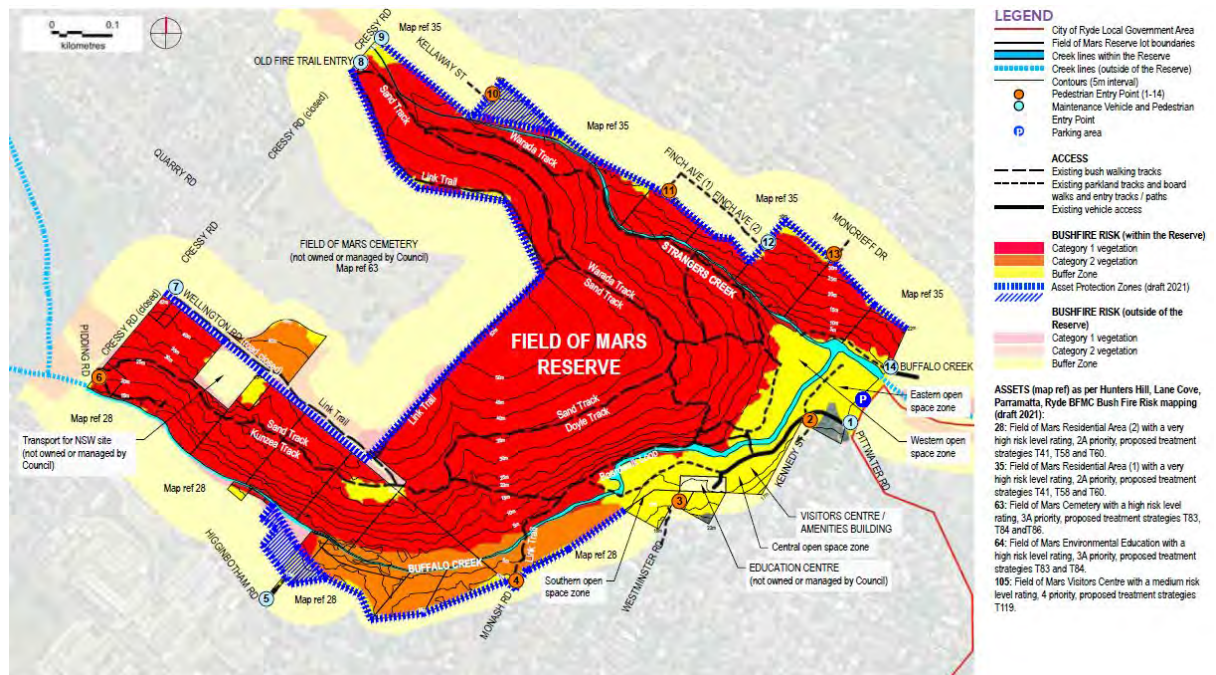 0 0.1
kilometres
CRESSY RD
9
Map ref 35
OLD FIRE TRAIL ENTRY
8
KELLAWAY ST
10
Sand Track
Map ref 35
CRESSY RD (closed)
Warada Track
QUARRY RD
Link Trail
FINCH AVE (1)
FINCH AVE (2)
11
Map ref 35
12
MONCRIEFF DR
13
CRESSY RD
FIELD OF MARS CEMETERY
(not owned or managed by Council)
Map ref 63
STRANGERS CREEK
Warada Track
Sand Track
Map ref 35
7
WELLINGTON RD
CRESSY RD (closed)
PIDDING RD
FIELD OF MARS
RESERVE
6
14
BUFFALO CREEK
Link Trail
Link Trail
Map ref 28
Sand Track
Kunzea Track
Sand Track
Doyle Track
P
Eastern open
space zone
Transport for NSW site
(not owned or managed by
Council)
2
1
PITTWATER RD
Western open
space zone
KENNEDY ST
Map ref 28
3
VISITORS CENTRE /
AMENITIES BUILDING
Central open space zone
Link Trail
BUFFALO CREEK
Map ref 28
EDUCATION CENTRE
(not owned or managed by Council)
HIGGINBOTHAM RD
5
Map ref 28
4
MONASH RD
Southern open
space zone
WESTMINSTER RD
LEGEND
City of Ryde Local Government Area
Field of Mars Reserve lot boundaries
Creek lines within the Reserve
Creek lines (outside of the Reserve)
Contours (5m interval)
Pedestrian Entry Point (1-14)
Maintenance Vehicle and Pedestrian
Entry Point
P Parking area
ACCESS
Existing bush walking tracks
Existing parkland tracks and board
walks and entry tracks / paths
Existing vehicle access
BUSHFIRE RISK (within the Reserve)
Category 1 vegetation
Category 2 vegetation
Buffer Zone
Asset Protection Zones (draft 2021)
BUSHFIRE RISK (outside of the
Reserve)
Category 1 vegetation
Category 2 vegetation
Buffer Zone
ASSETS (map ref) as per Hunters Hill, Lane Cove,
Parramatta, Ryde BFMC Bush Fire Risk mapping
(draft 2021):
28: Field of Mars Residential Area (2) with a very
high risk level rating, 2A priority, proposed treatment
strategies T41, T58 and T60.
35: Field of Mars Residential Area (1) with a very
high risk level rating, 2A priority, proposed treatment
strategies T41, T58 and T60.
63: Field of Mars Cemetery with a high risk level
rating, 3A priority, proposed treatment strategies T83,
T84 andT86.
64: Field of Mars Environmental Education with a
high risk level rating, 3A priority, proposed treatment
strategies T83 and T84.
105: Field of Mars Visitors Centre with a medium risk
level rating, 4 priority, proposed treatment strategies
T119.